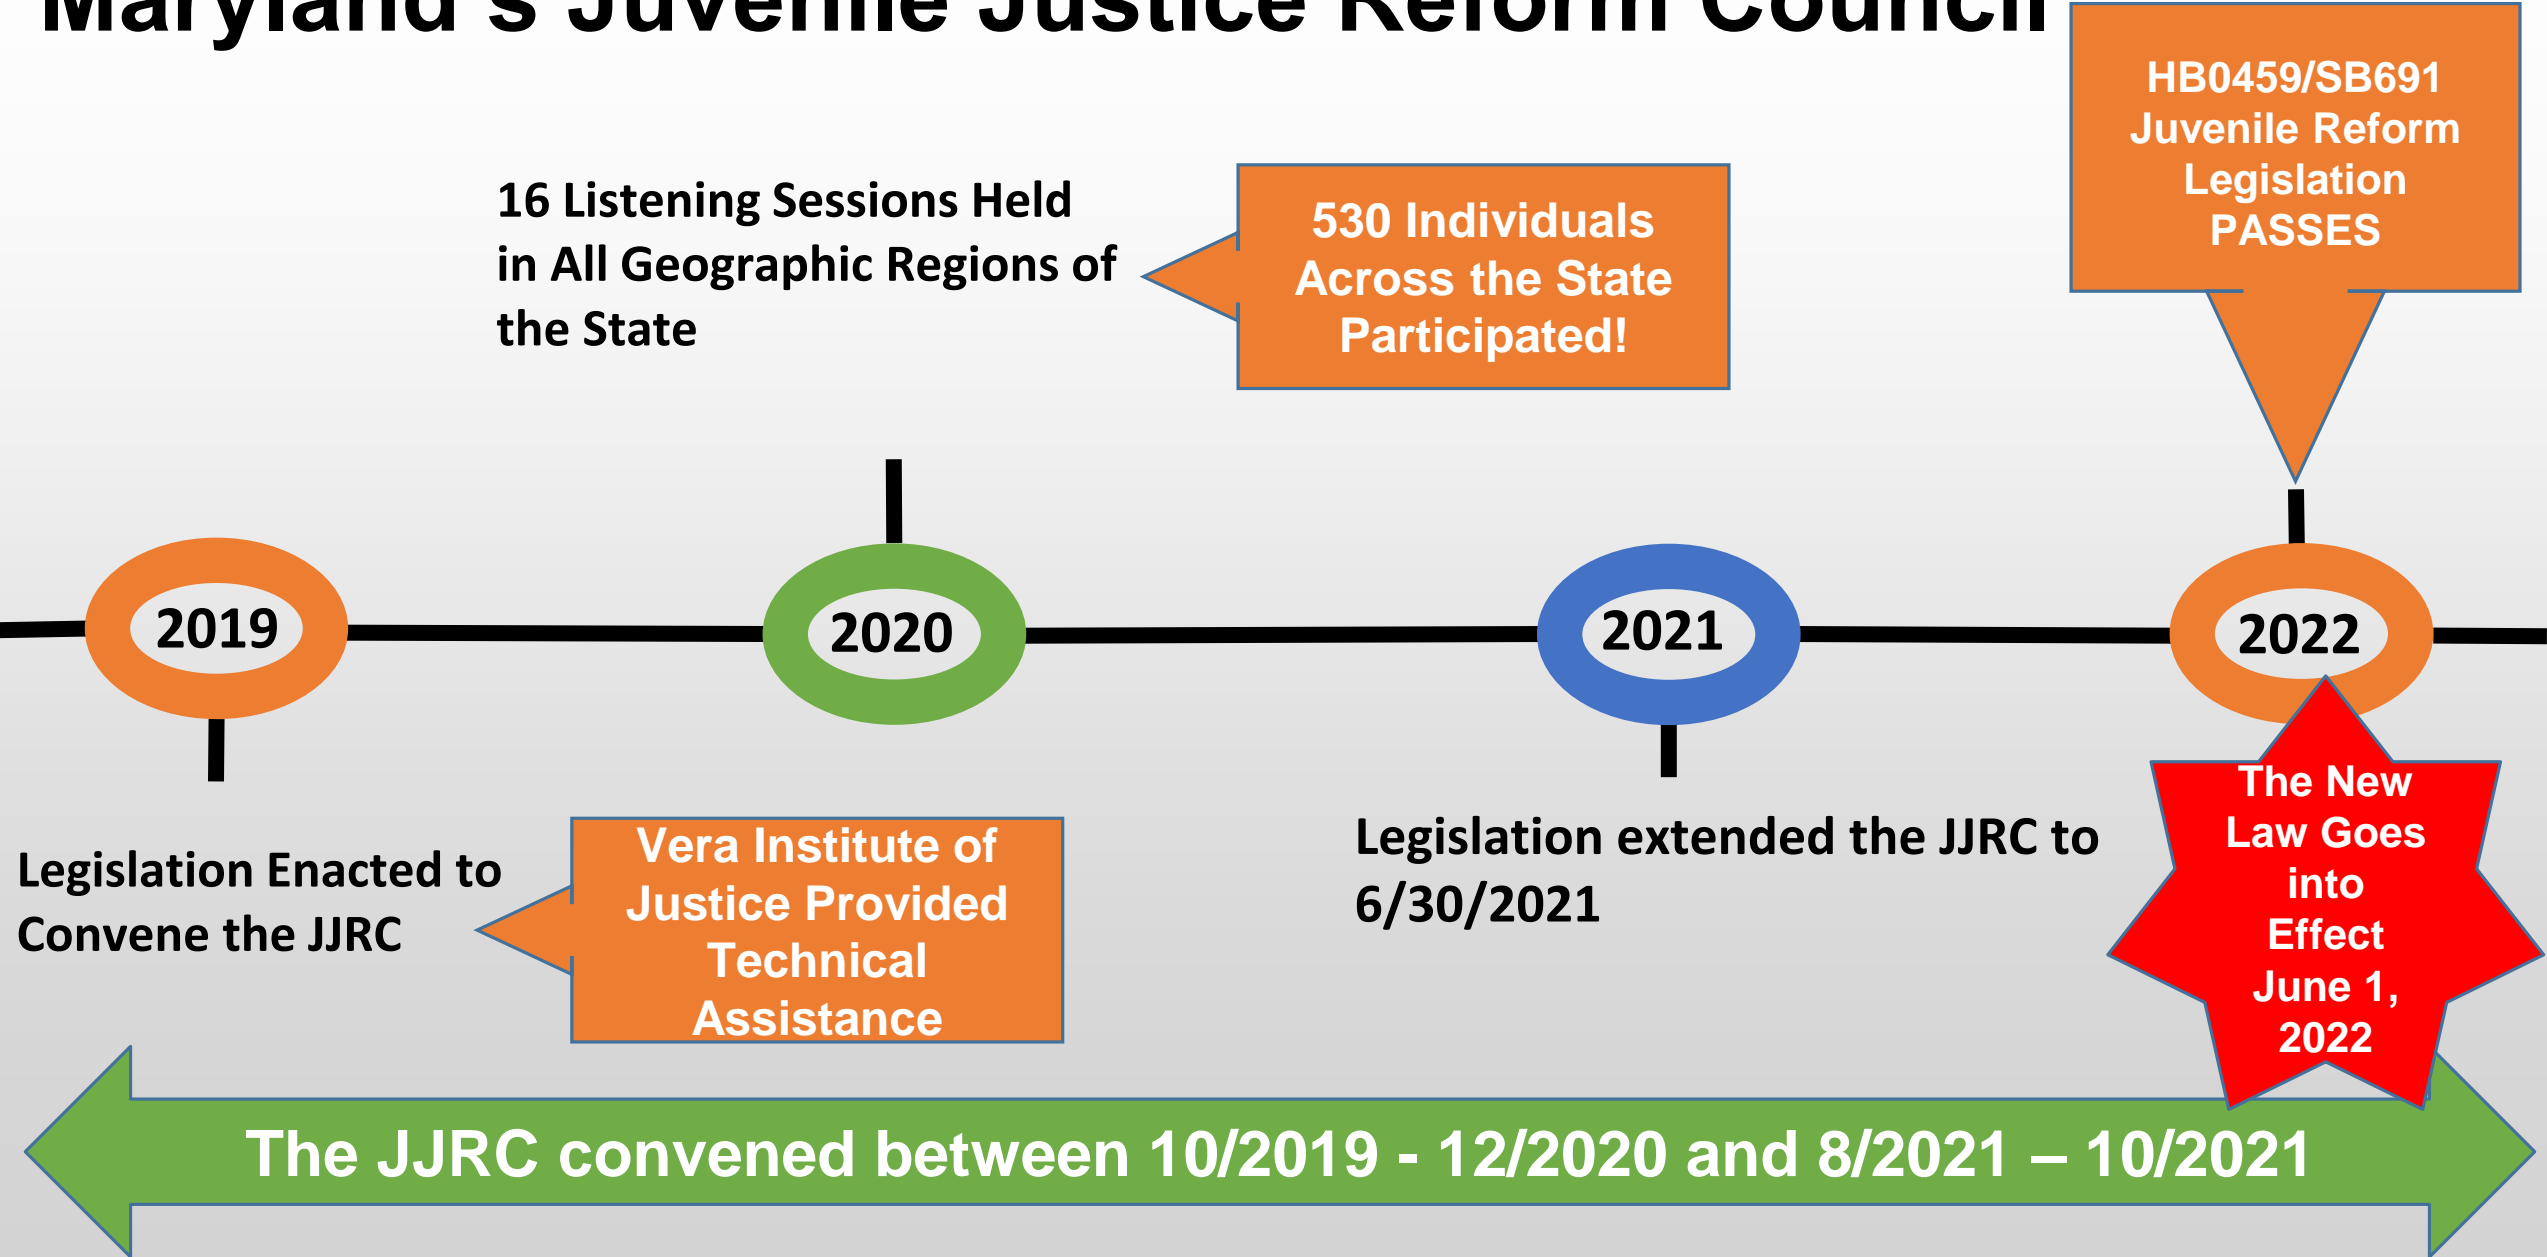 Maryland's Juvenile Justice Reform Council
HB0459/SB691
Juvenile Reform
Legislation
PASSES
16 Listening Sessions Held
in All Geographic Regions of
the State
530 Individuals
Across the State
Participated!
2019
2020
2021
2022
Legislation Enacted to
Convene the JJRC
Vera Institute of
Justice Provided
Technical
Assistance
Legislation extended the JJRC to
6/30/2021
The New
Law Goes
into
Effect
June 1,
2022
The JJRC convened between 10/2019 - 12/2020 and 8/2021 – 10/2021